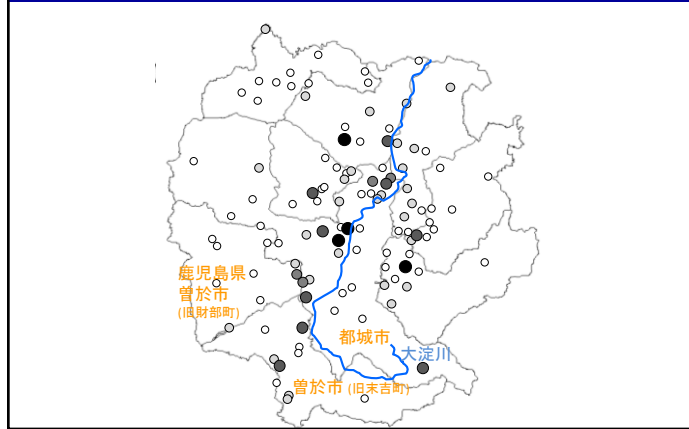 鹿児島県
曽於市
(旧財部町)
都城市
大淀川
曽於市 (旧末吉町)